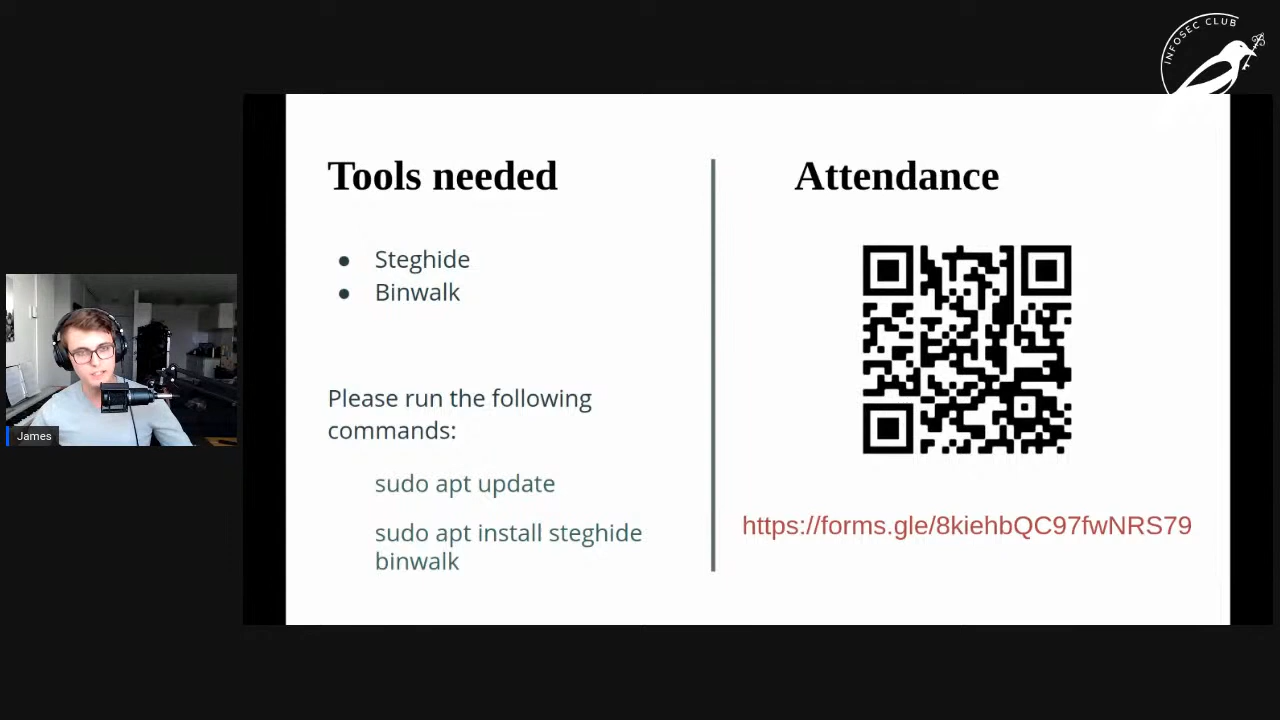 INFOSEC CLUB
Tools needed
● Steghide
● Binwalk
Please run the following
commands:
sudo apt update
sudo apt install steghide
binwalk
Attendance
https://forms.gle/8kiehbQC97fwNRS79
James